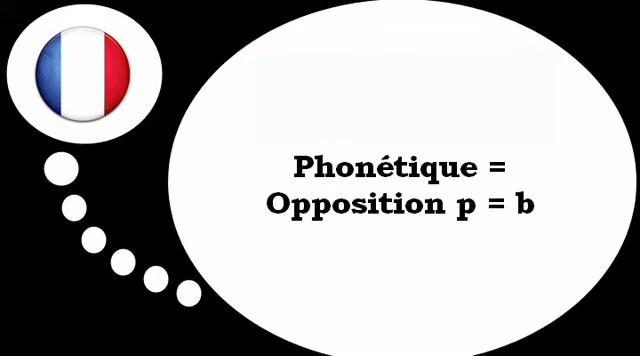 Phonétique =
Opposition p = b